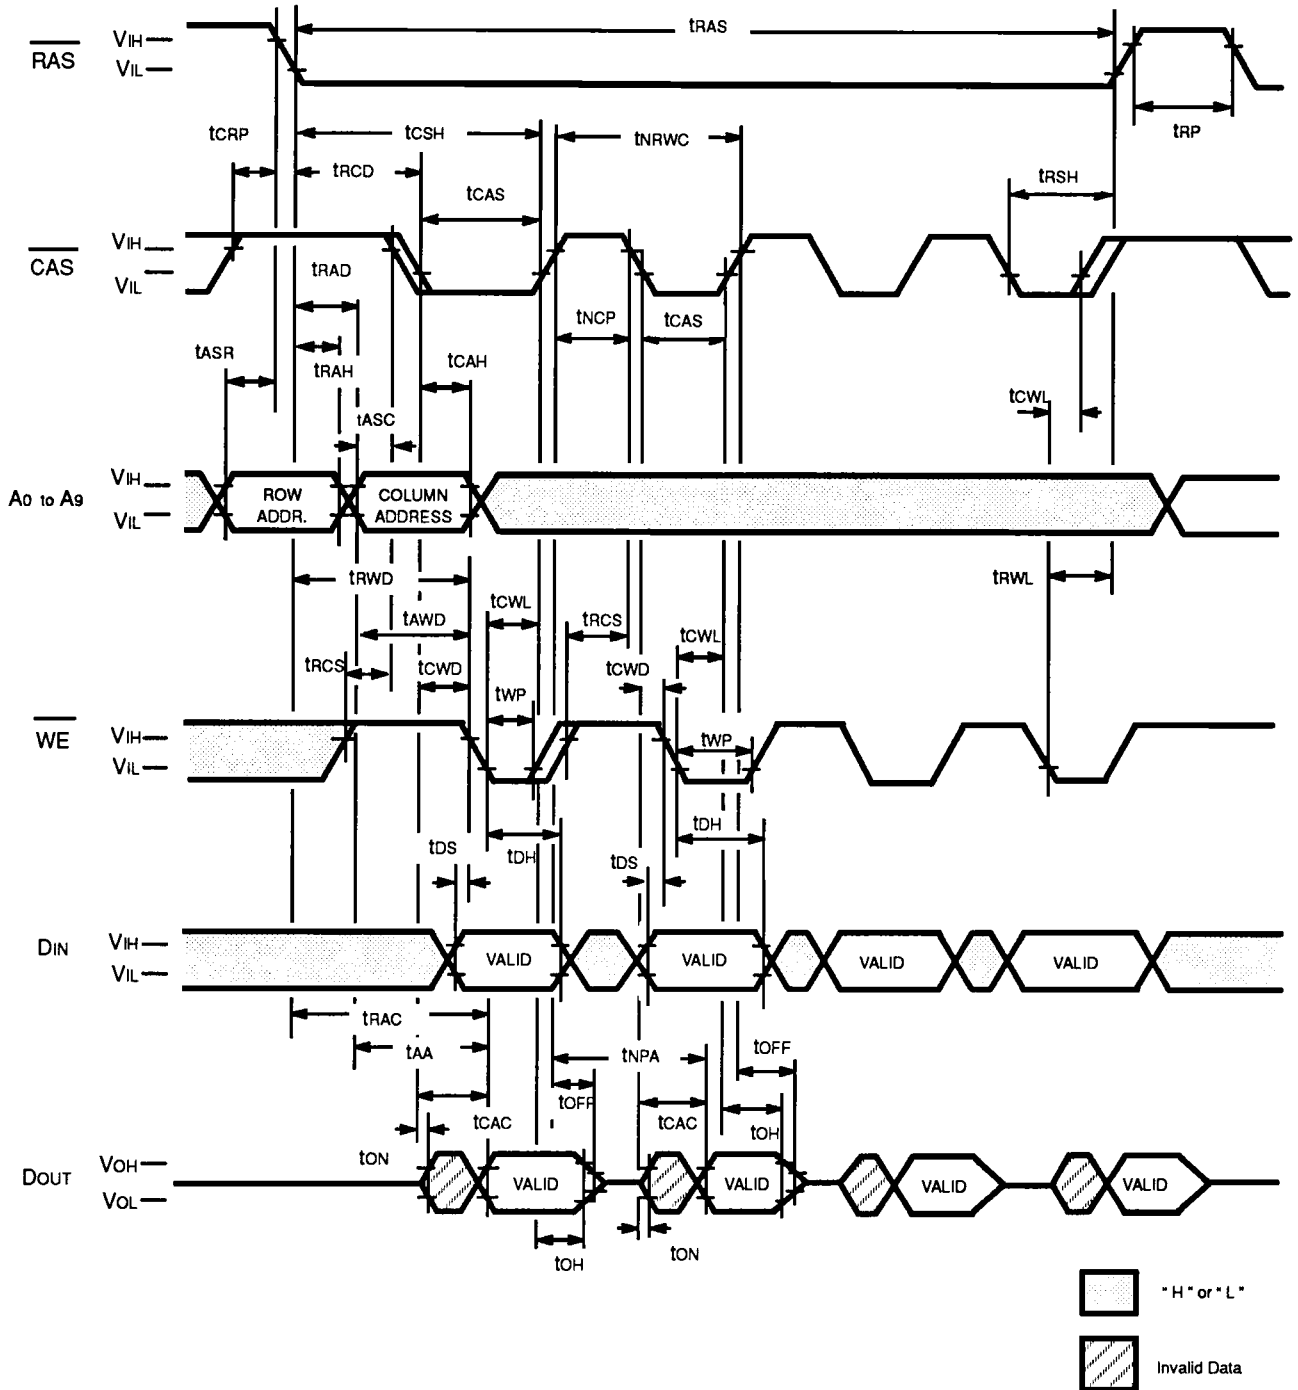 tRAS
VIH
RAS
VIL
tRP
tCRP
tCSH
tNRWC
tRCD
tCAS
tRSH
VIH
CAS
VIL
tRAD
tNCP
tCAS
tASR
tRAH
tCAH
tCWL
tASC
VIH
A0 to A9
VIL
ROW
ADDR.
COLUMN
ADDRESS
tRWD
tRWL
tCWL
tAWD
tRCS
tCWL
tRCS
tCWD
tCWD
tWP
VIH
WE
VIL
tWP
tDS
tDH
tDS
tDH
VIH
DIN
VIL
VALID
VALID
VALID
VALID
tRAC
tAA
tNPA
tOFF
tOFF
tCAC
tCAC
tOH
tON
VOH
DOUT
VOL
VALID
VALID
VALID
VALID
tOH
tON
"H" or "L"
Invalid Data